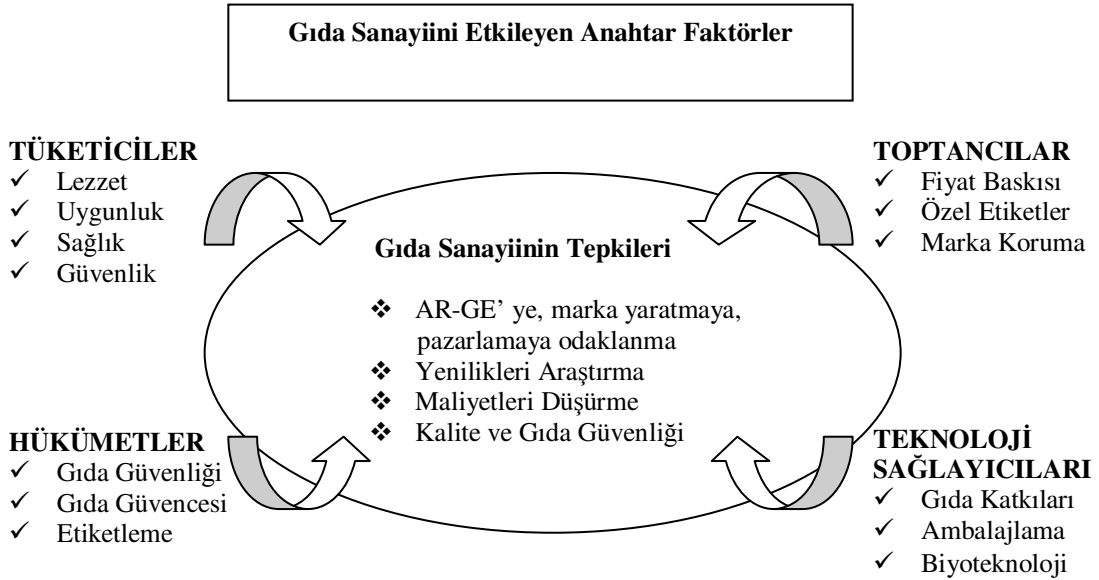 Gıda Sanayiini Etkileyen Anahtar Faktörler
TÜKETİCİLER
✓ Lezzet
✓ Uygunluk
✓ Sağlık
✓ Güvenlik
TOPTANCILAR
✓ Fiyat Baskısı
✓ Özel Etiketler
✓ Marka Koruma
Gıda Sanayiinin Tepkileri
❖ AR-GE’ ye, marka yaratmaya,
pazarlamaya odaklanma
❖ Yenilikleri Araştırma
❖ Maliyetleri Düşürme
❖ Kalite ve Gıda Güvenliği
HÜKÜMETLER
✓ Gıda Güvenliği
✓ Gıda Güvencesi
✓ Etiketleme
TEKNOLOJİ
SAĞLAYICILARI
✓ Gıda Katkıları
✓ Ambalajlama
✓ Biyoteknoloji